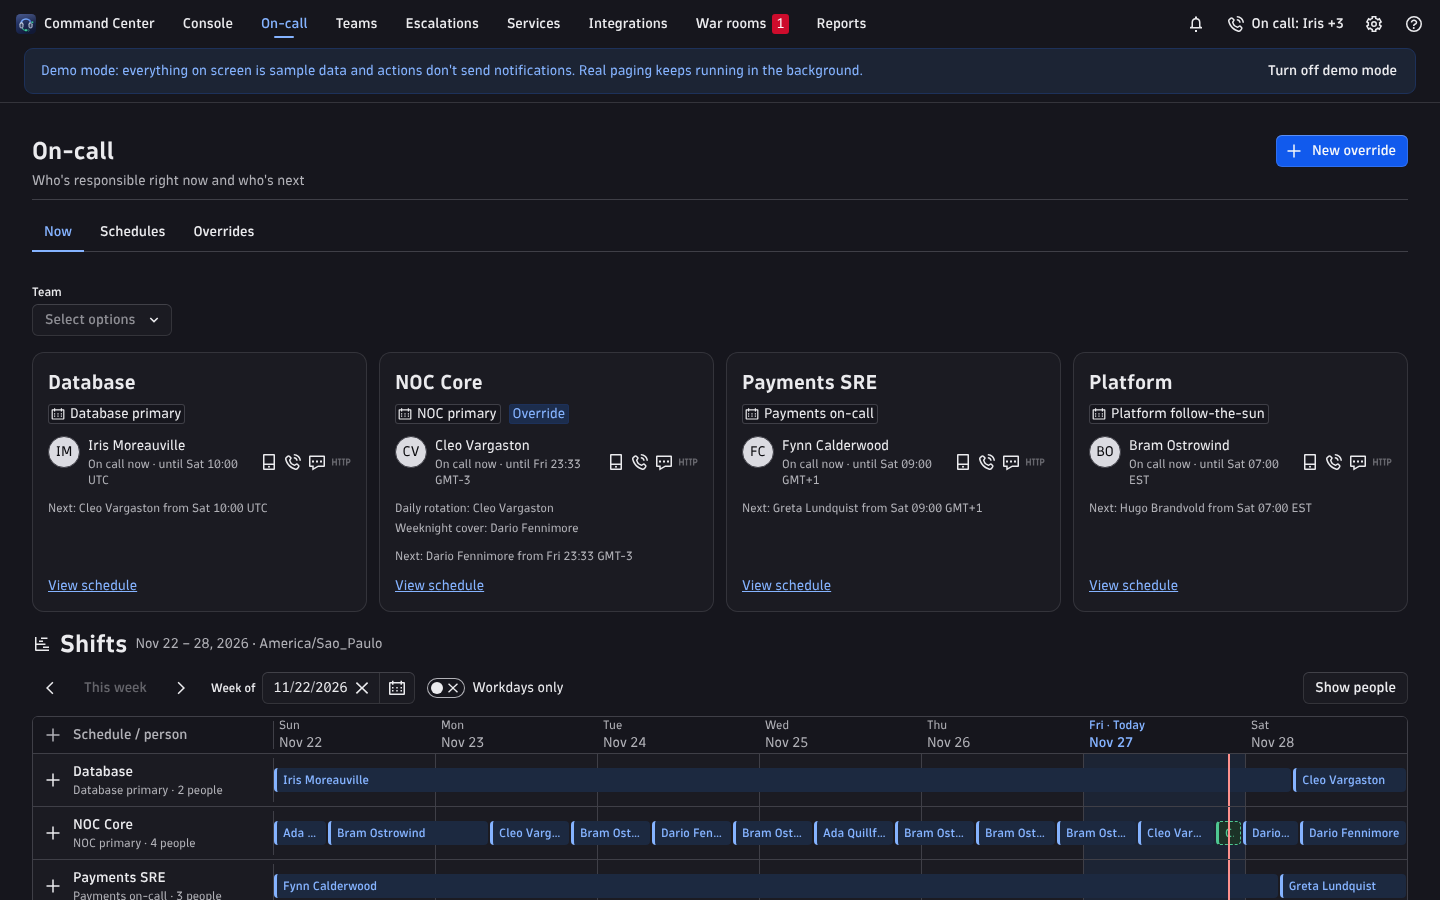 Command Center Console On-call Teams Escalations Services Integrations War rooms 1 Reports On call: Iris +3
Demo mode: everything on screen is sample data and actions don't send notifications. Real paging keeps running in the background. Turn off demo mode
On-call
New override
Who's responsible right now and who's next
Now Schedules Overrides
Team
Select options
Database
Database primary
IM
Iris Moreauville
On call now · until Sat 10:00
UTC
HTTP
Next: Cleo Vargaston from Sat 10:00 UTC
View schedule
NOC Core
NOC primary Override
CV
Cleo Vargaston
On call now · until Fri 23:33
GMT-3
HTTP
Daily rotation: Cleo Vargaston
Weeknight cover: Dario Fennimore
Next: Dario Fennimore from Fri 23:33 GMT-3
View schedule
Payments SRE
Payments on-call
FC
Fynn Calderwood
On call now · until Sat 09:00
GMT+1
HTTP
Next: Greta Lundquist from Sat 09:00 GMT+1
View schedule
Platform
Platform follow-the-sun
BO
Bram Ostrowind
On call now · until Sat 07:00
EST
HTTP
Next: Hugo Brandvold from Sat 07:00 EST
View schedule
Shifts Nov 22 – 28, 2026 · America/Sao_Paulo
This week Week of 11/22/2026 Workdays only Show people
Schedule / person
Sun Mon Tue Wed Thu Fri · Today Sat
Nov 22 Nov 23 Nov 24 Nov 25 Nov 26 Nov 27 Nov 28
Database
Database primary · 2 people
Iris Moreauville Cleo Vargaston
NOC Core
NOC primary · 4 people
Ada ... Bram Ostrowind Cleo Varg... Bram Ost... Dario Fen... Bram Ost... Ada Quillf... Bram Ost... Bram Ost... Bram Ost... Cleo Var... Dario... Dario Fennimore
Payments SRE
Payments on-call · 3 people
Fynn Calderwood Greta Lundquist